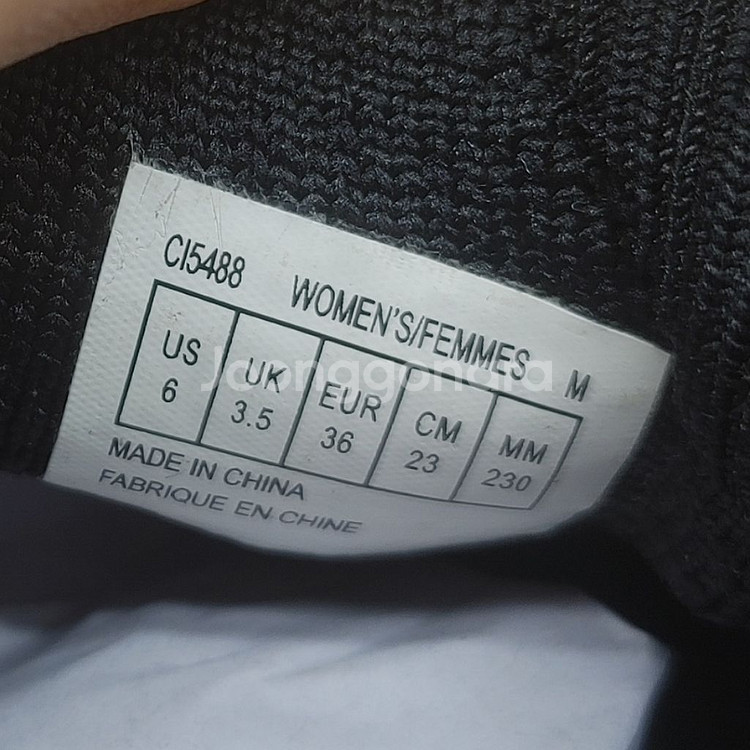 CI5488 WOMEN'S/FEMMES M
US UK EUR CM MM
6 3.5 36 23 230
MADE IN CHINA
FABRIQUE EN CHINE
Joonggonara